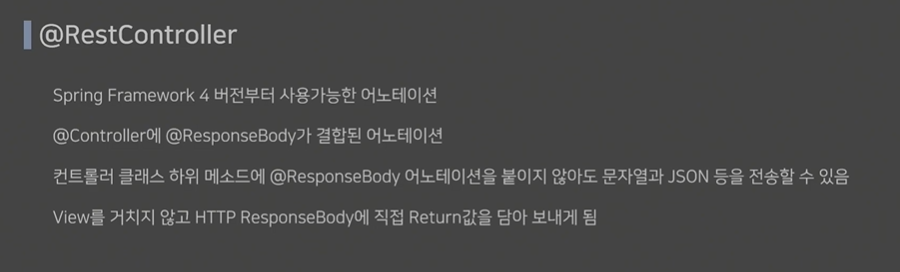 @RestController
Spring Framework 4 버전부터 사용가능한 어노테이션
@Controller에 @ResponseBody가 결합된 어노테이션
컨트롤러 클래스 하위 메소드에 @ResponseBody 어노테이션을 붙이지 않아도 문자열과 JSON 등을 전송할 수 있음
View를 거치지 않고 HTTP ResponseBody에 직접 Return값을 담아 보내게 됨